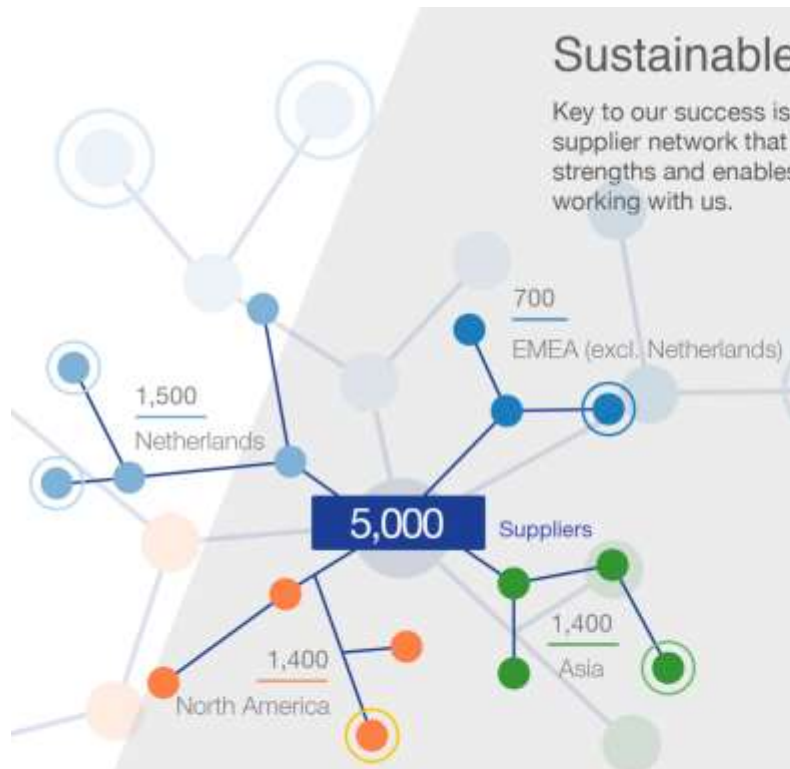 Sustainable
Key to our success is
supplier network that
strengths and enables
working with us.
700
EMEA (excl. Netherlands)
1,500
Netherlands
5,000
Suppliers
1,400
Asia
1,400
North America